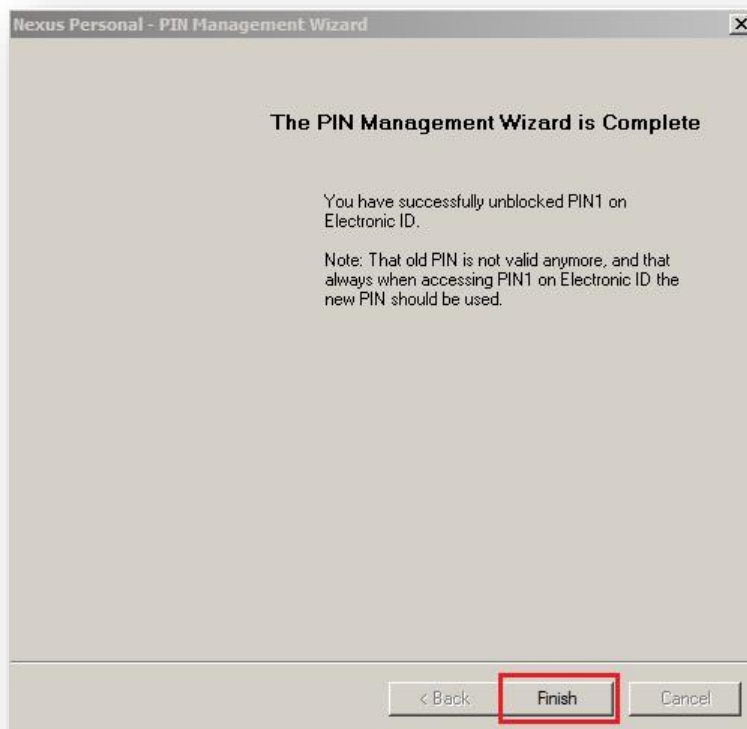 Nexus Personal - PIN Management Wizard
The PIN Management Wizard is Complete
You have successfully unblocked PIN1 on
Electronic ID.
Note: That old PIN is not valid anymore, and that
always when accessing PIN1 on Electronic ID the
new PIN should be used.
< Back Finish Cancel